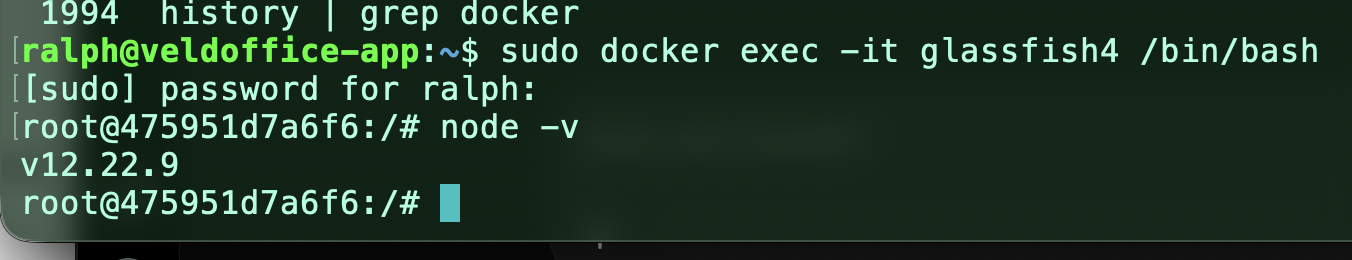 1994  history | grep docker
[ralph@veldoffice-app:~$ sudo docker exec -it glassfish4 /bin/bash
[[sudo] password for ralph:
[root@475951d7a6f6:/# node -v
v12.22.9
root@475951d7a6f6:/#